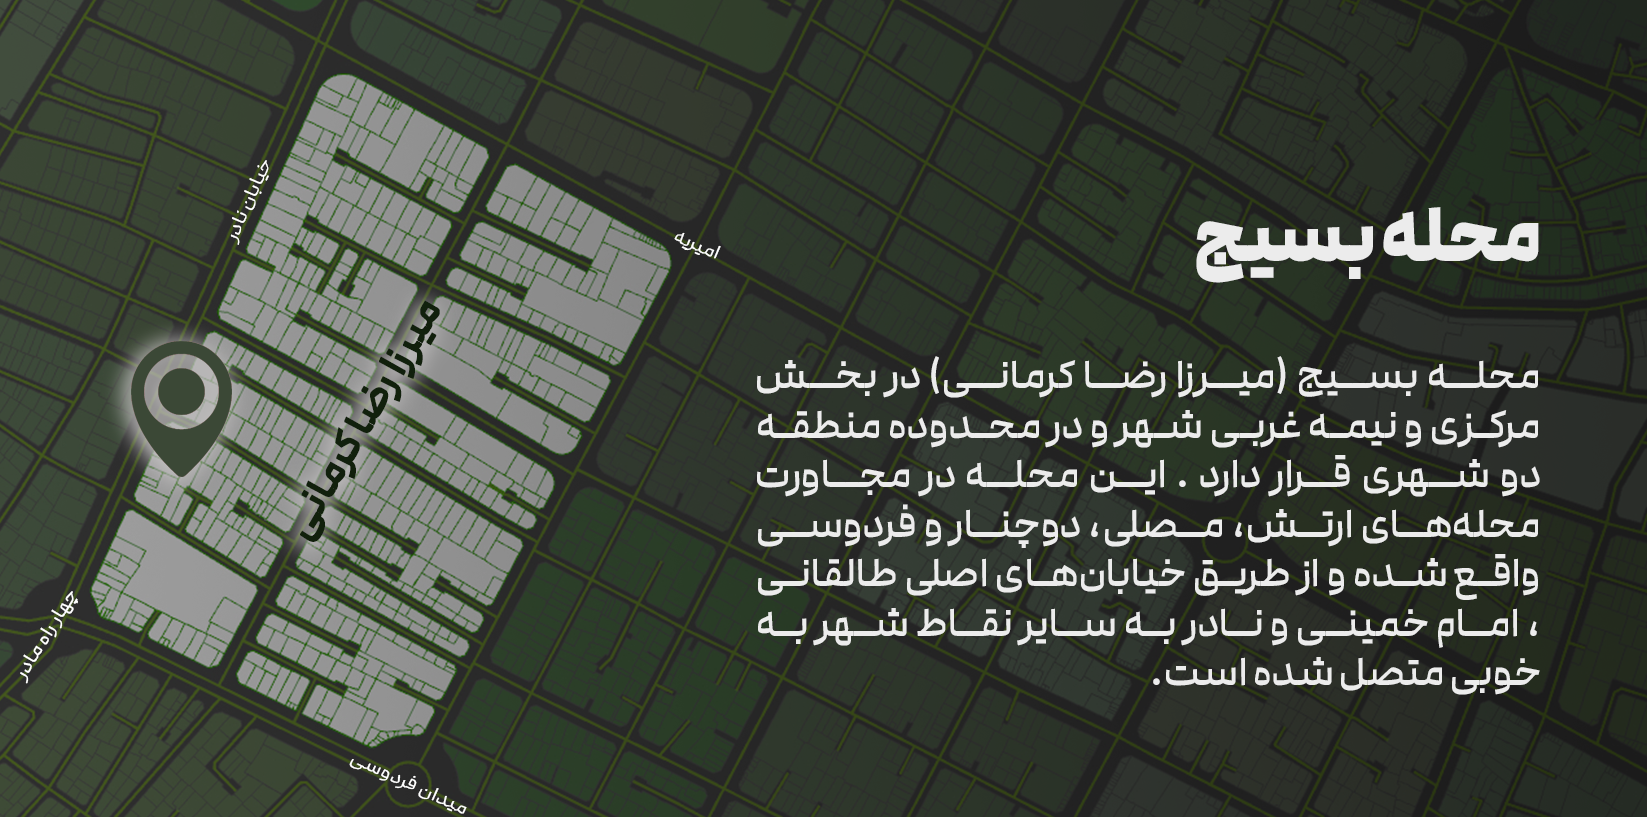 محله بسیج
محله بسیج (میرزا رضا کرمانی) در بخش
مرکزی و نیمه غربی شهر و در محدوده منطقه
دو شهری قرار دارد . این محله در مجاورت
محله‌های ارتش، مصلی، دوچنار و فردوسی
واقع شده و از طریق خیابان‌های اصلی طالقانی
، امام خمینی و نادر به سایر نقاط شهر به
خوبی متصل شده است.
خیابان نادر
امیریه
میرزا رضا کرمانی
چهار راه مادر
میدان فردوسی